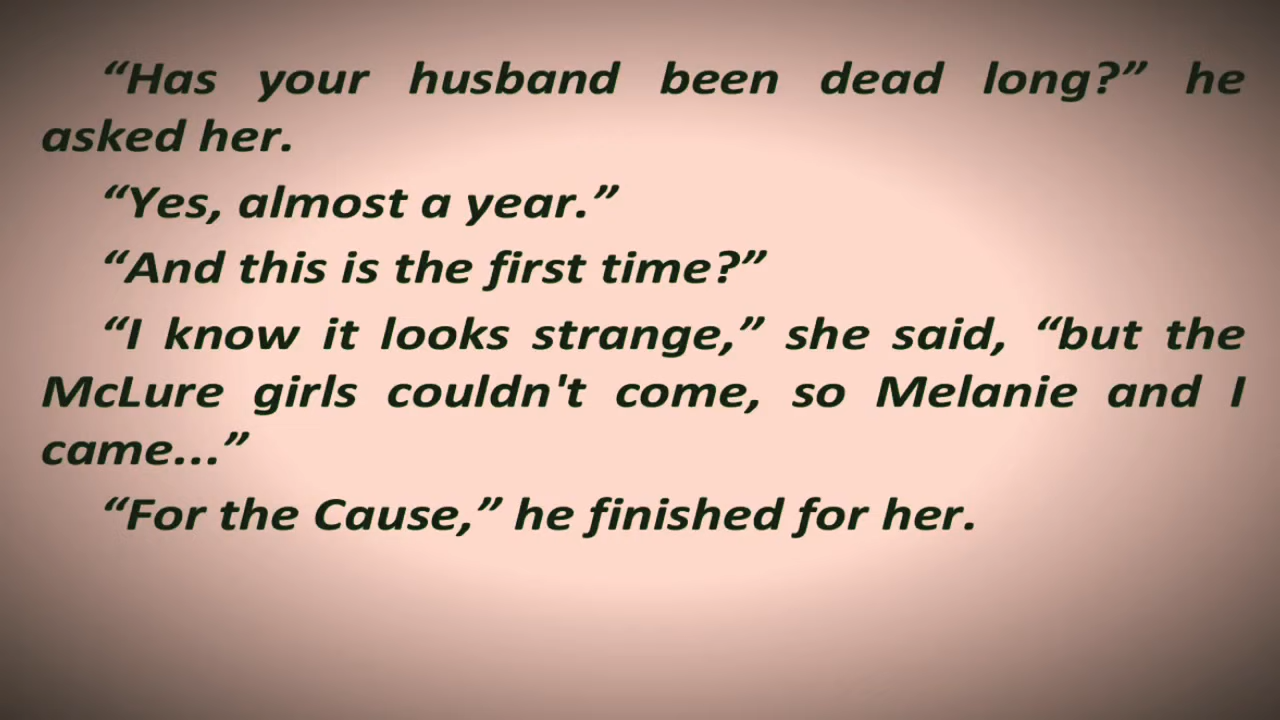 “Has your husband been dead long?” he
asked her.
“Yes, almost a year.”
“And this is the first time?”
“I know it looks strange,” she said, “but the
McLure girls couldn't come, so Melanie and I
came...”
“For the Cause,” he finished for her.